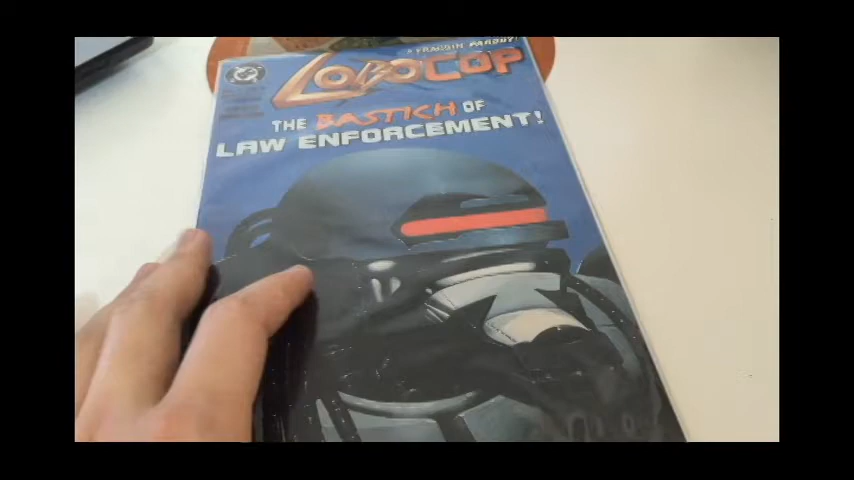 A FRAGGIN PARODY!
LOBOCOP
THE BASTICH OF
LAW ENFORCEMENT!